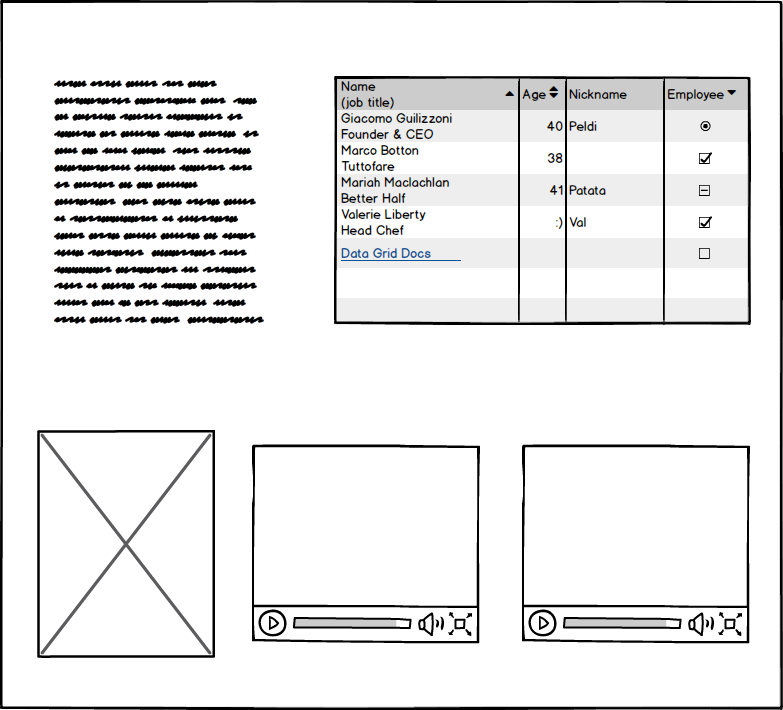 Name
(job title)
Age
Nickname
Employee
Giacomo Guilizzoni
Founder & CEO
40
Peldi
Marco Botton
Tuttofare
38
Mariah Maclachlan
Better Half
41
Patata
Valerie Liberty
Head Chef
:)
Val
Data Grid Docs